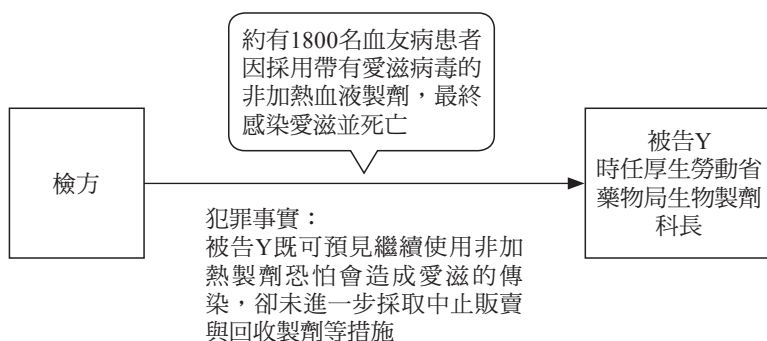 約有1800名血友病患者
因採用帶有愛滋病毒的
非加熱血液製劑，最終
感染愛滋並死亡
檢方
被告Y
時任厚生勞動省
藥物局生物製劑
科長
犯罪事實：
被告Y既可預見繼續使用非加
熱製劑恐怕會造成愛滋的傳
染，卻未進一步採取中止販賣
與回收製劑等措施